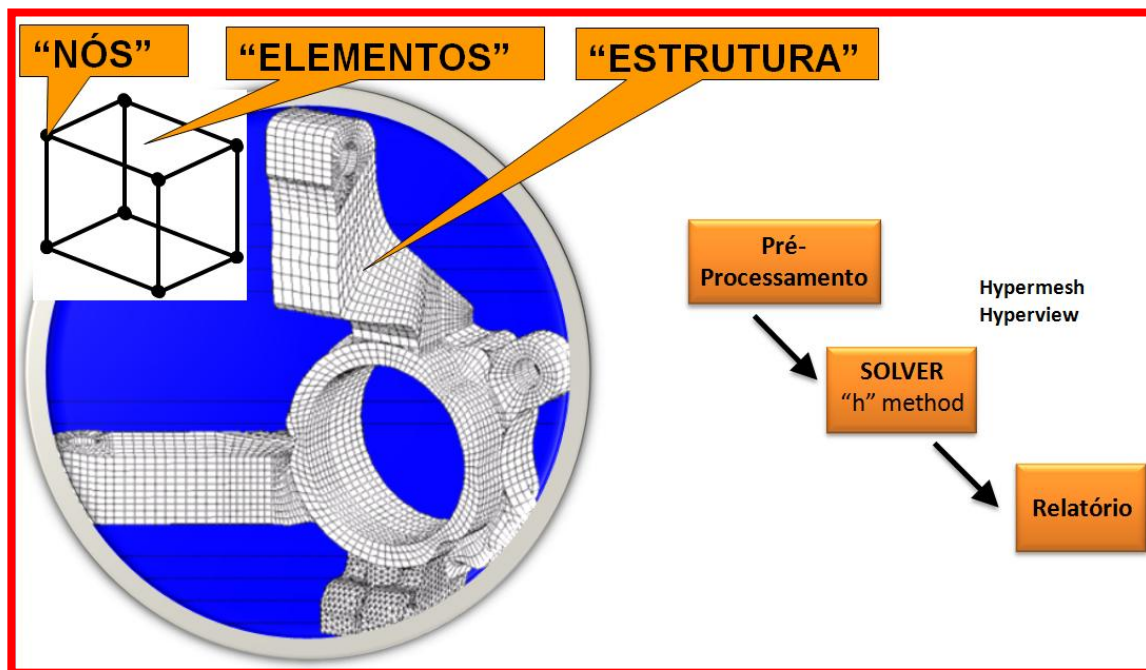 “NÓS”
“ELEMENTOS”
“ESTRUTURA”
Pré-
Processamento
Hypermesh
Hyperview
SOLVER
“h” method
Relatório